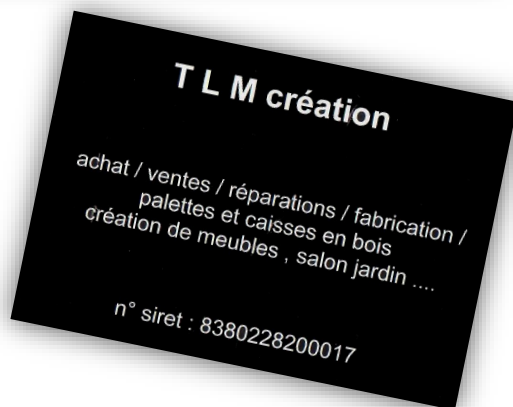 T L M création
achat / ventes / réparations / fabrication /
palettes et caisses en bois
création de meubles , salon jardin ....
n° siret : 8380228200017